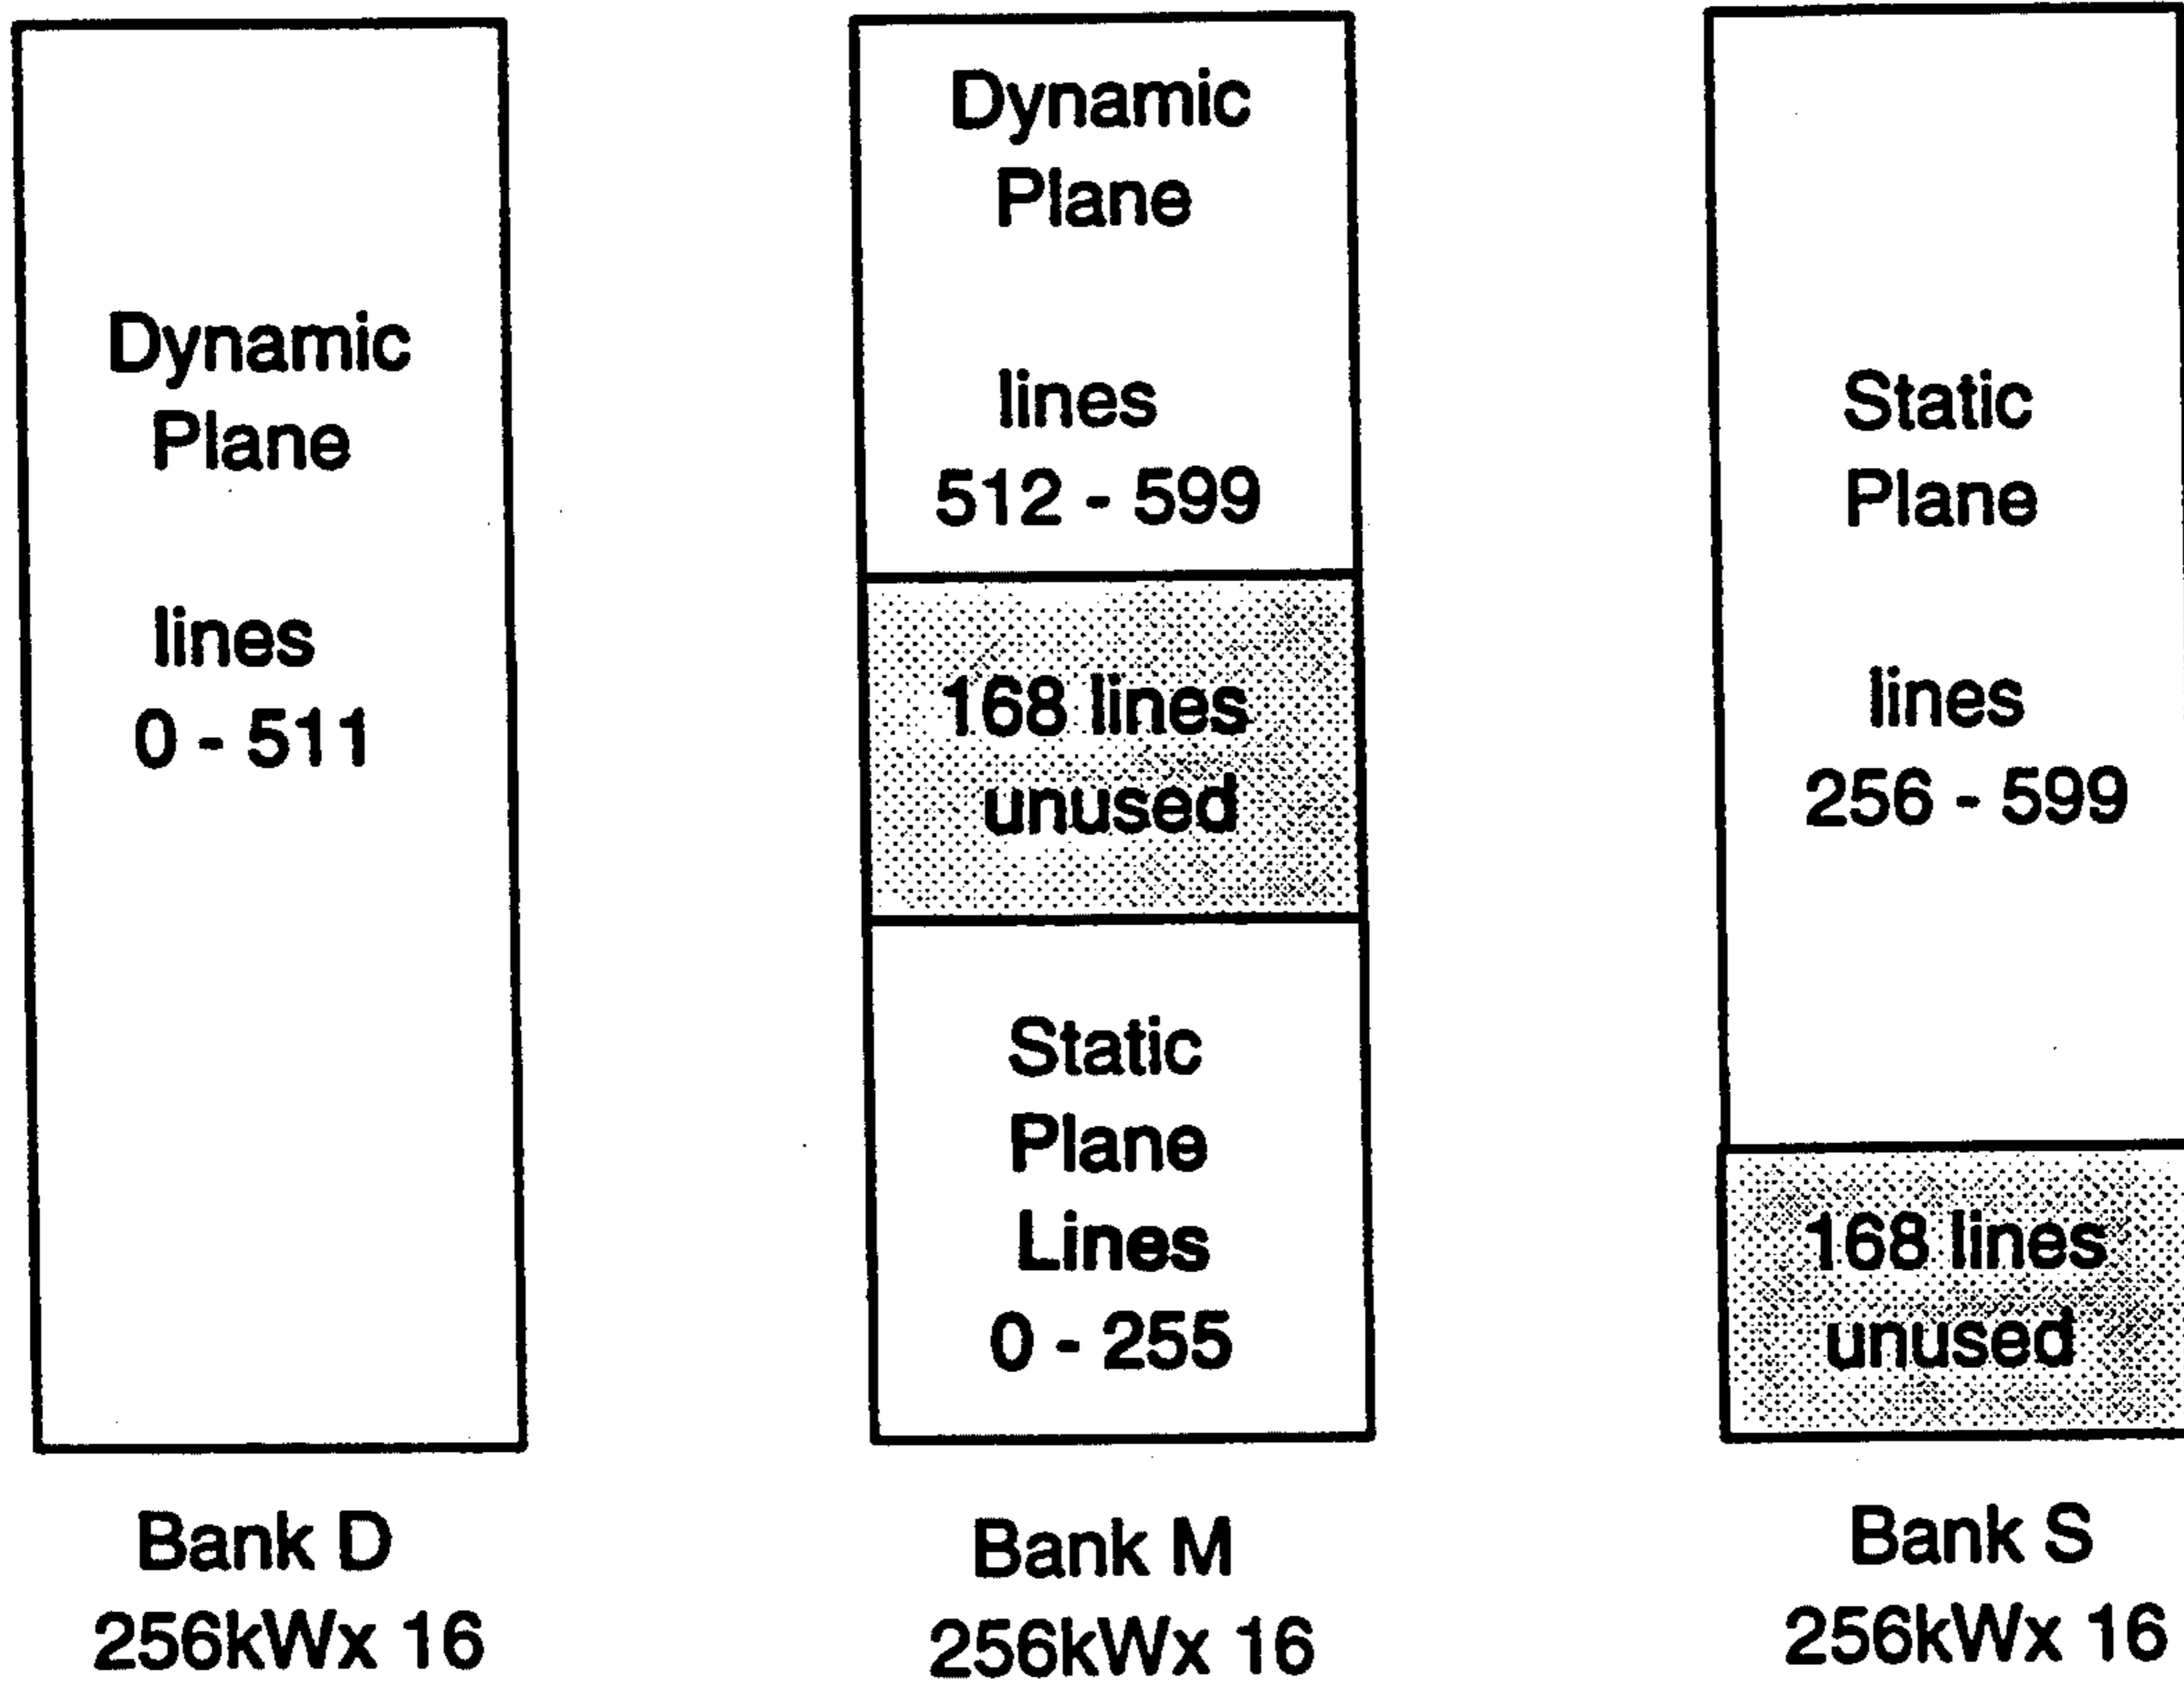 Dynamic
Plane
lines
0 - 511
Bank D
256kWx 16
Dynamic
Plane
lines
512 - 599
168 lines
unused
Static
Plane
Lines
0 - 255
Bank M
256kWx 16
Static
Plane
lines
256 - 599
168 lines
unused
Bank S
256kWx 16